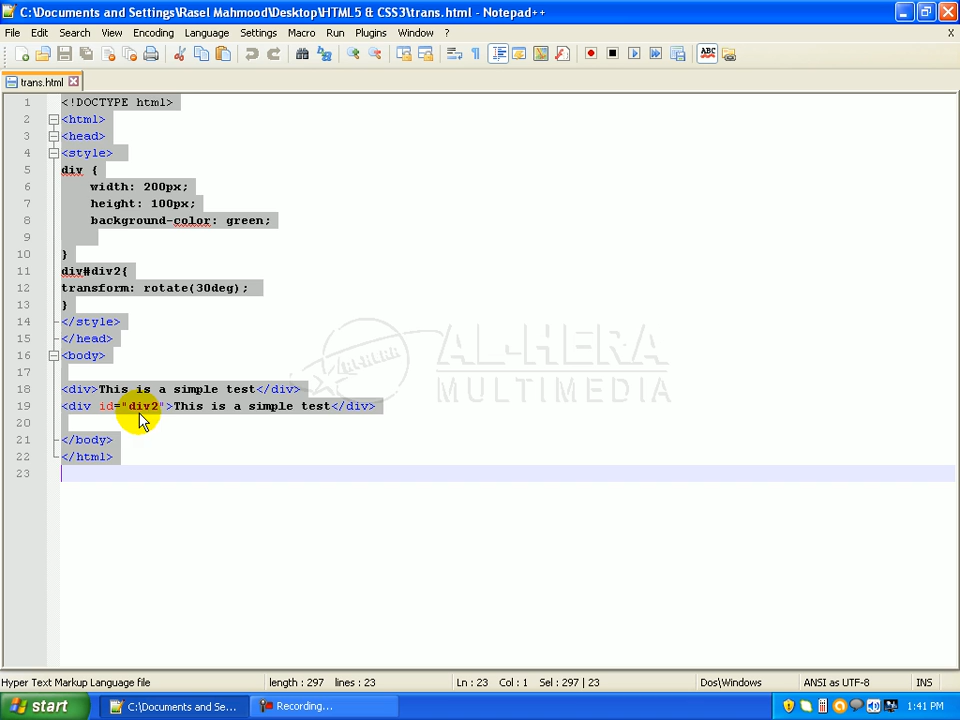 C:\Documents and Settings\Rasel Mahmood\Desktop\HTML5 & CSS3\trans.html - Notepad++
File Edit Search View Encoding Language Settings Macro Run Plugins Window ? X
ABC
trans.html
1 <!DOCTYPE html>
2 <html>
3 <head>
4 <style>
5 div {
6 width: 200px;
7 height: 100px;
8 background-color: green;
9
10 }
11 div#div2{
12 transform: rotate(30deg);
13 }
14 </style>
15 </head>
16 <body>
17
18 <div>This is a simple test</div>
19 <div id="div2">This is a simple test</div>
20
21 </body>
22 </html>
23
AL-HERA
AL-HERA
MULTIMEDIA
Hyper Text Markup Language file length : 297 lines : 23 Ln : 23 Col : 1 Sel : 297 | 23 Dos\Windows ANSI as UTF-8 INS
start C:\Documents and Se... Recording... 1:41 PM